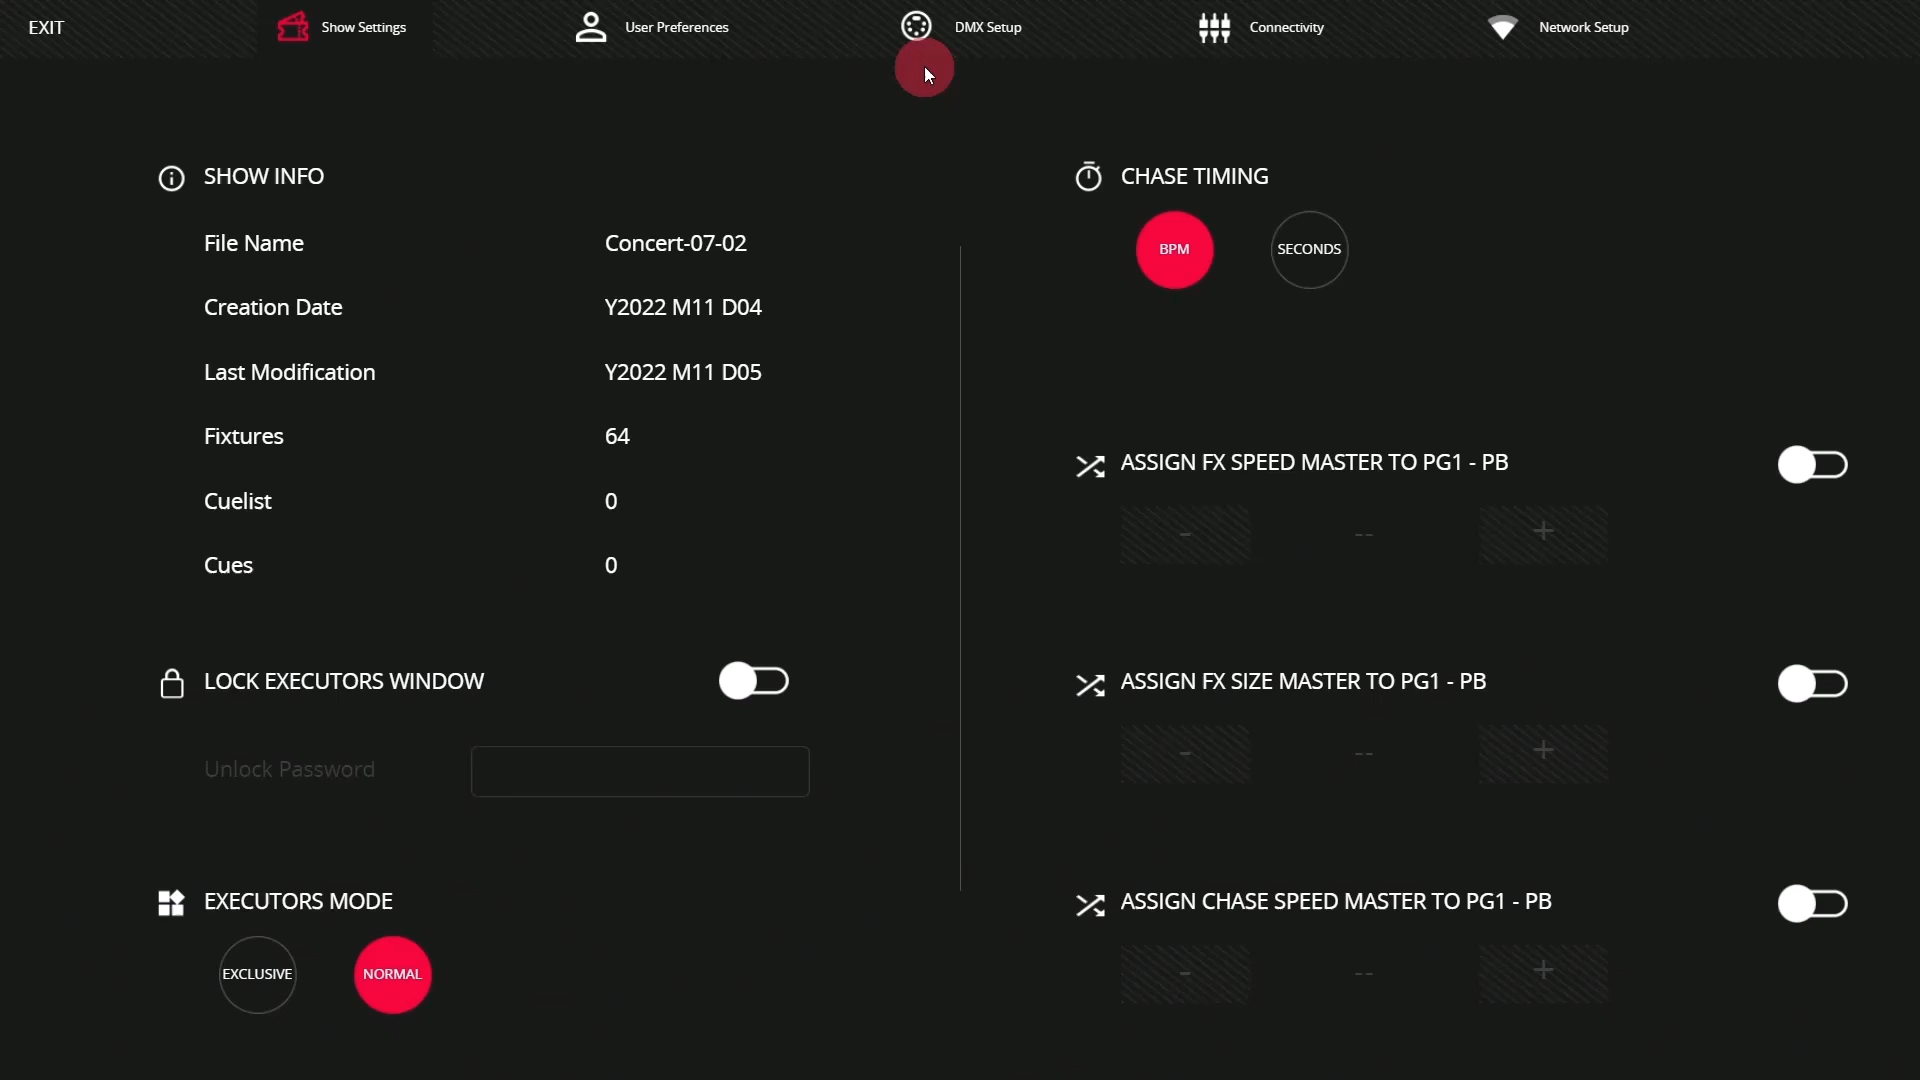 EXIT
Show Settings
User Preferences
DMX Setup
Connectivity
Network Setup
SHOW INFO
File Name Concert-07-02
Creation Date Y2022 M11 D04
Last Modification Y2022 M11 D05
Fixtures 64
Cuelist 0
Cues 0
LOCK EXECUTORS WINDOW
Unlock Password
EXECUTORS MODE
EXCLUSIVE NORMAL
CHASE TIMING
BPM SECONDS
ASSIGN FX SPEED MASTER TO PG1 - PB
- -- +
ASSIGN FX SIZE MASTER TO PG1 - PB
- -- +
ASSIGN CHASE SPEED MASTER TO PG1 - PB
- -- +